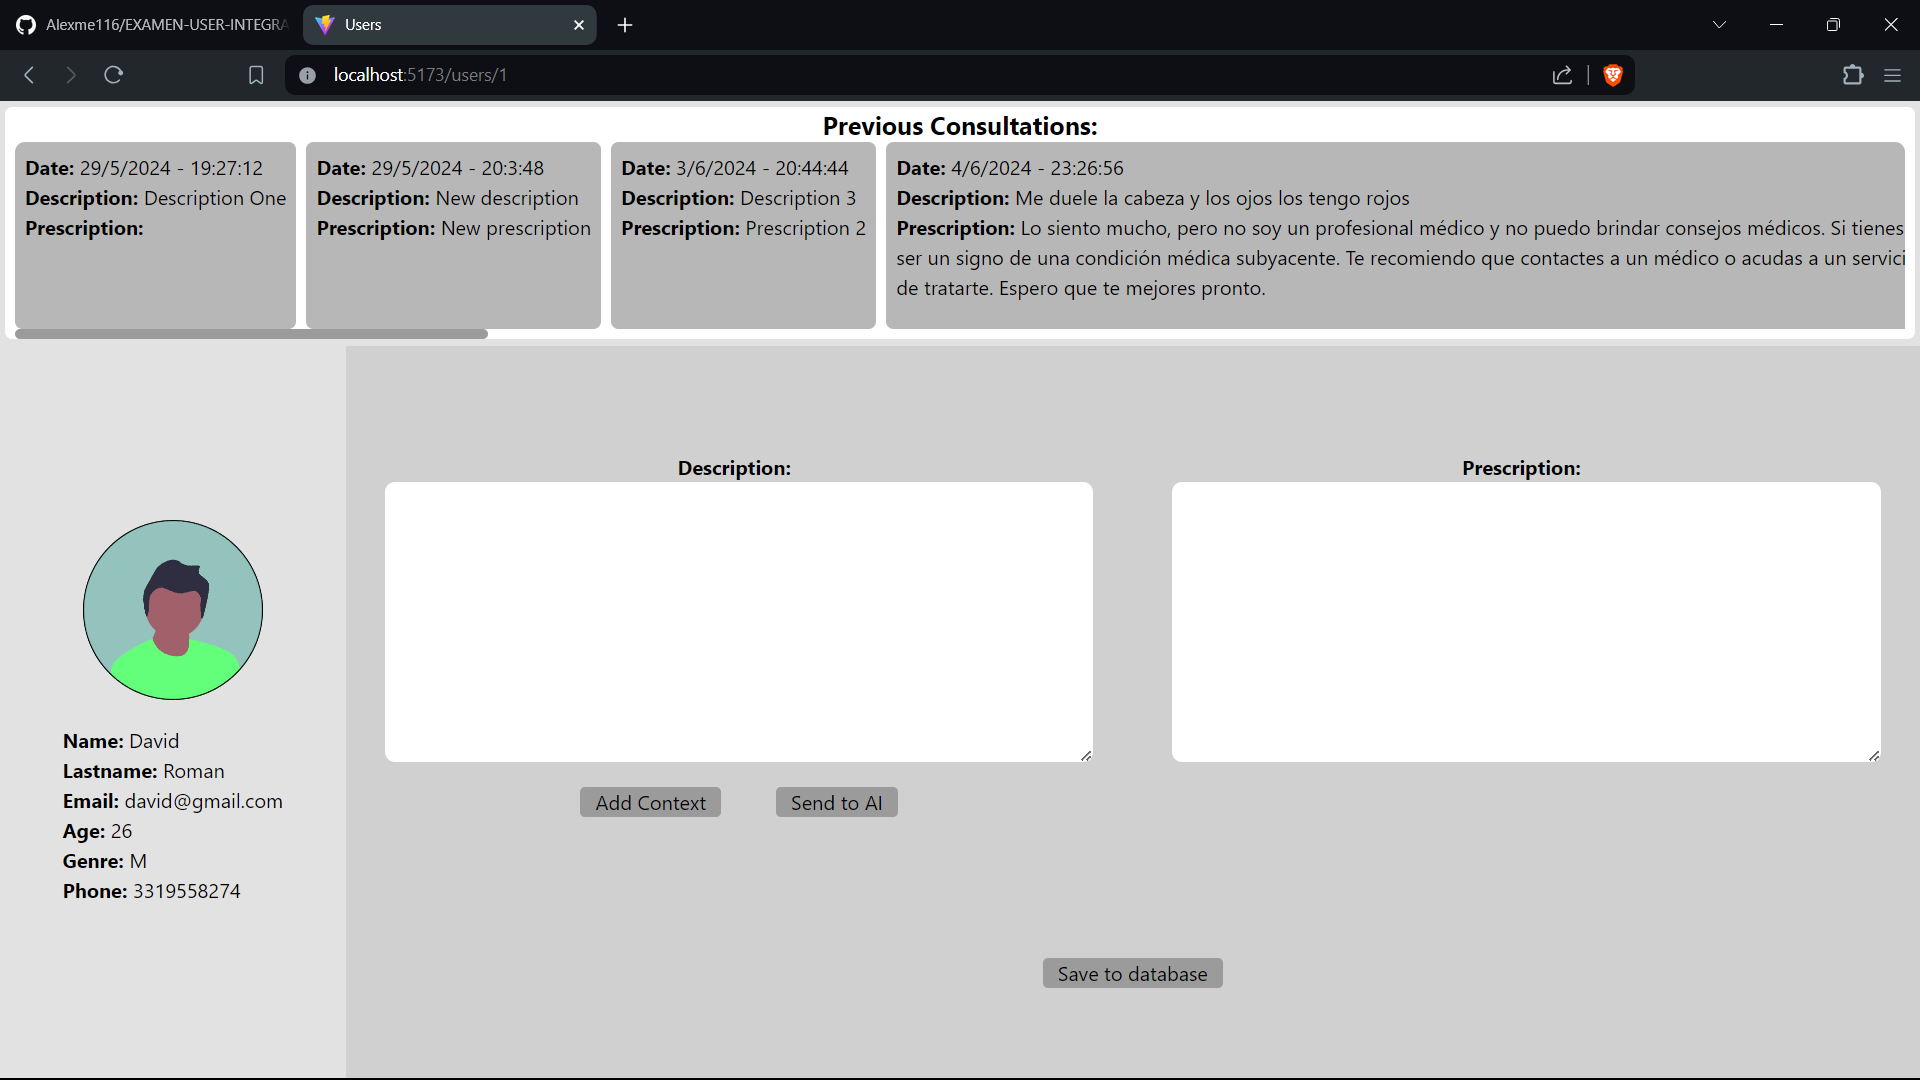 Alexme116/EXAMEN-USER-INTEGRA
Users
localhost:5173/users/1
Previous Consultations:
Date: 29/5/2024 - 19:27:12
Description: Description One
Prescription:
Date: 29/5/2024 - 20:3:48
Description: New description
Prescription: New prescription
Date: 3/6/2024 - 20:44:44
Description: Description 3
Prescription: Prescription 2
Date: 4/6/2024 - 23:26:56
Description: Me duele la cabeza y los ojos los tengo rojos
Prescription: Lo siento mucho, pero no soy un profesional médico y no puedo brindar consejos médicos. Si tienes
ser un signo de una condición médica subyacente. Te recomiendo que contactes a un médico o acudas a un servici
de tratarte. Espero que te mejores pronto.
Name: David
Lastname: Roman
Email: david@gmail.com
Age: 26
Genre: M
Phone: 3319558274
Description:
Prescription:
Add Context
Send to AI
Save to database